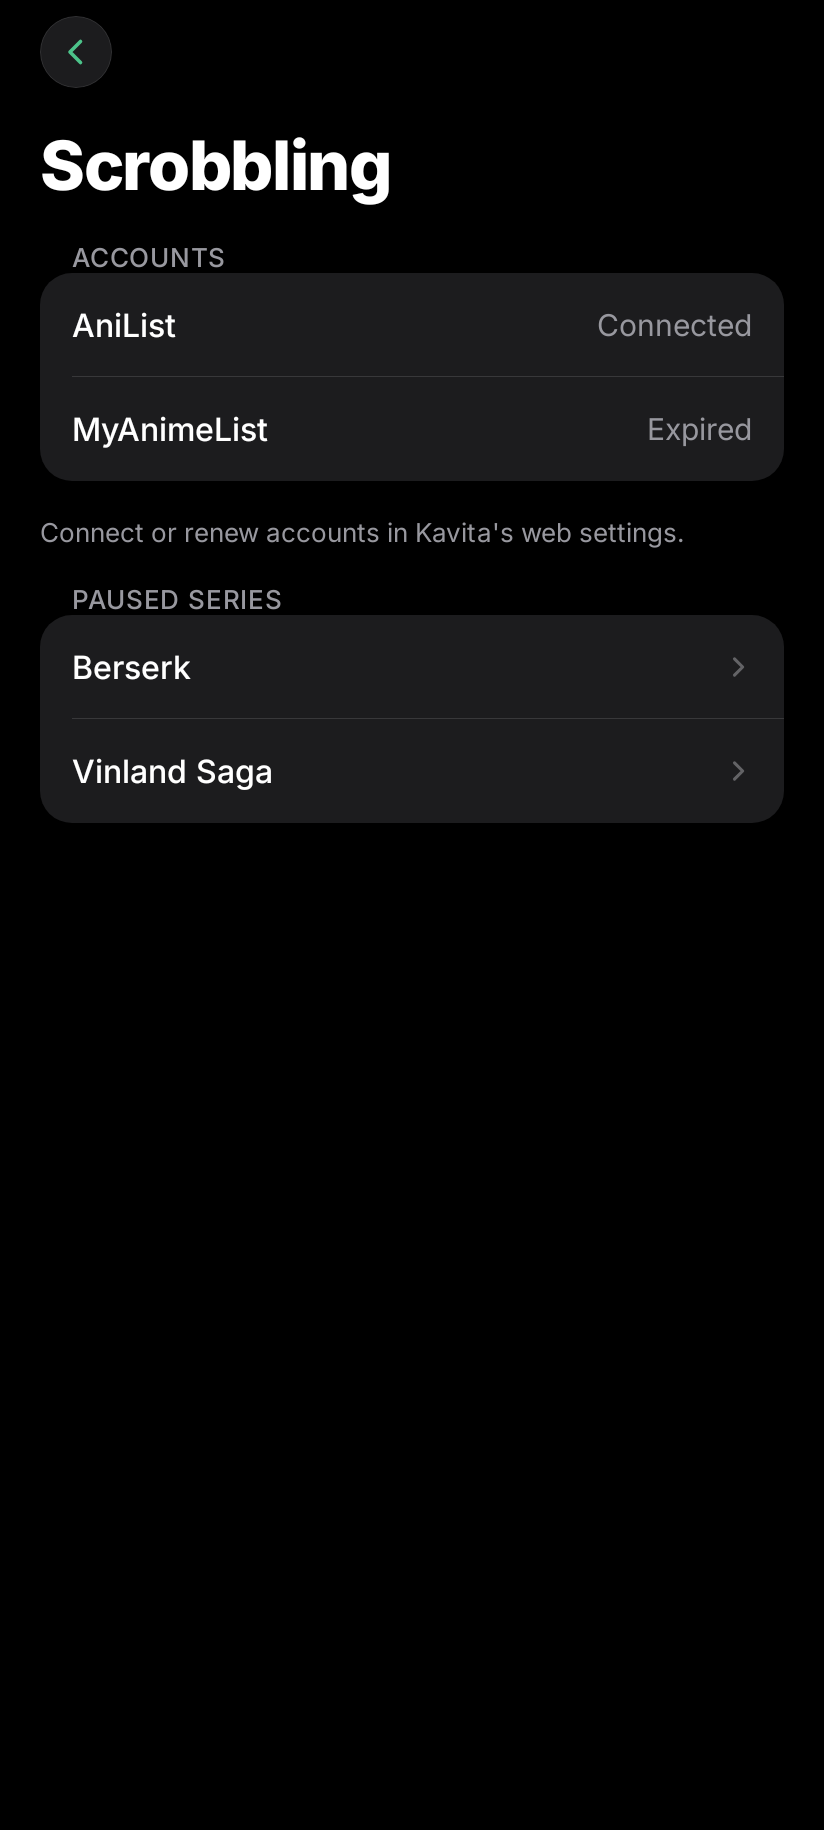 Scrobbling
ACCOUNTS
AniList Connected
MyAnimeList Expired
Connect or renew accounts in Kavita's web settings.
PAUSED SERIES
Berserk
Vinland Saga